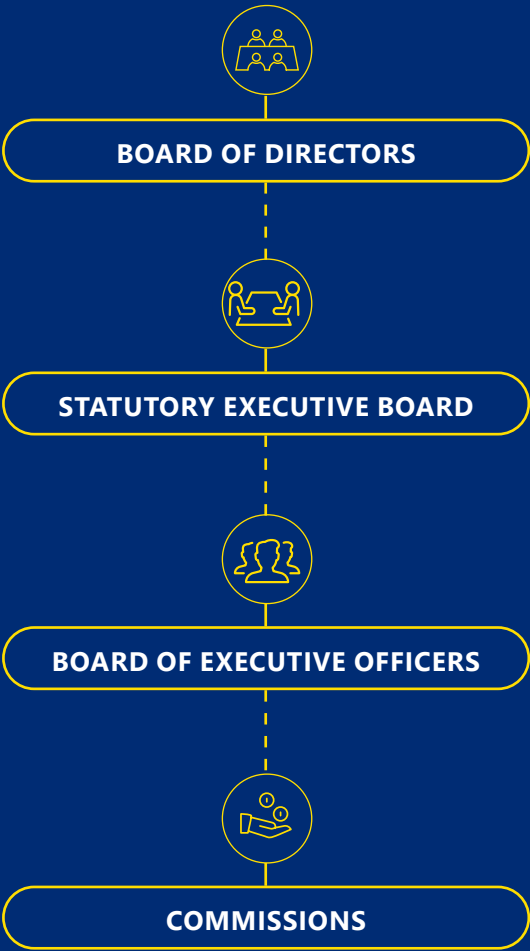 BOARD OF DIRECTORS
STATUTORY EXECUTIVE BOARD
BOARD OF EXECUTIVE OFFICERS
COMMISSIONS